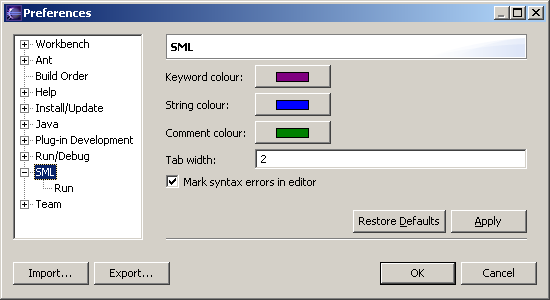 Preferences
Workbench
Ant
Build Order
Help
Install/Update
Java
Plug-in Development
Run/Debug
SML
Run
Team
SML
Keyword colour:
String colour:
Comment colour:
Tab width: 2
Mark syntax errors in editor
Restore Defaults Apply
Import... Export... OK Cancel